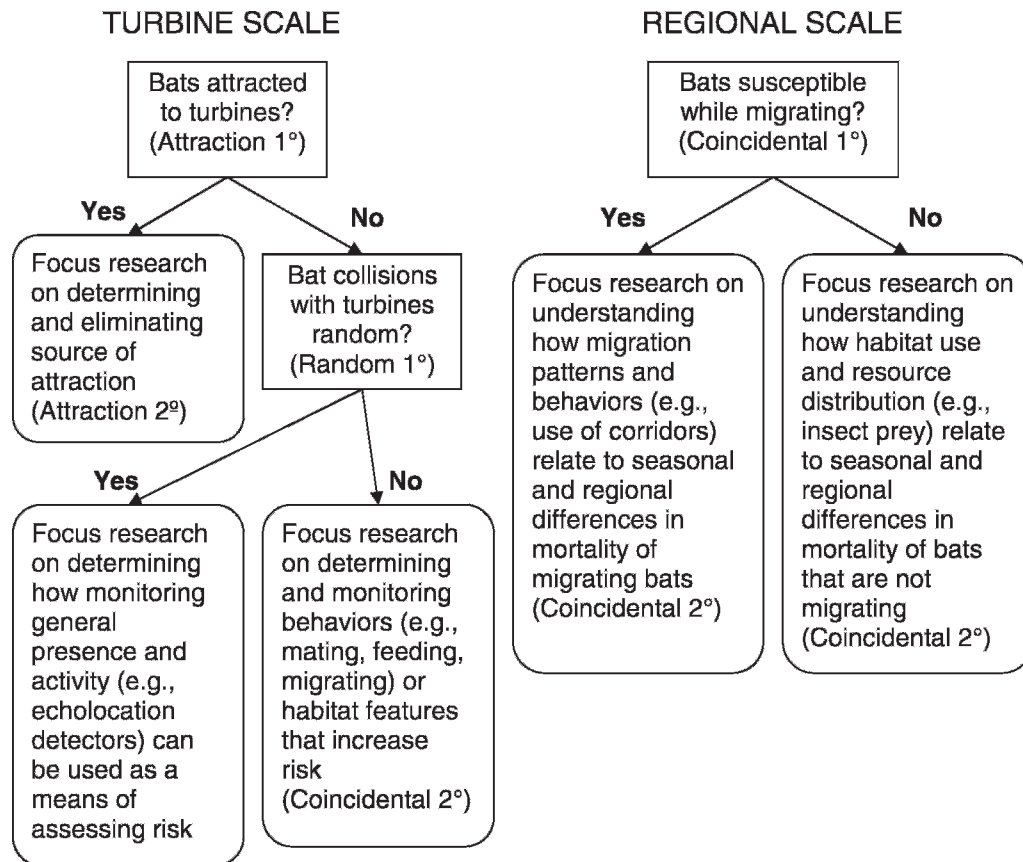 TURBINE SCALE
Bats attracted
to turbines?
(Attraction 1°)
Yes
No
Focus research
on determining
and eliminating
source of
attraction
(Attraction 2º)
Bat collisions
with turbines
random?
(Random 1°)
Yes
No
Focus research
on determining
how monitoring
general
presence and
activity (e.g.,
echolocation
detectors) can
be used as a
means of
assessing risk
Focus research
on determining
and monitoring
behaviors (e.g.,
mating, feeding,
migrating) or
habitat features
that increase
risk
(Coincidental 2°)
REGIONAL SCALE
Bats susceptible
while migrating?
(Coincidental 1°)
Yes
No
Focus research on
understanding
how migration
patterns and
behaviors (e.g.,
use of corridors)
relate to seasonal
and regional
differences in
mortality of
migrating bats
(Coincidental 2°)
Focus research on
understanding
how habitat use
and resource
distribution (e.g.,
insect prey) relate
to seasonal and
regional
differences in
mortality of bats
that are not
migrating
(Coincidental 2°)